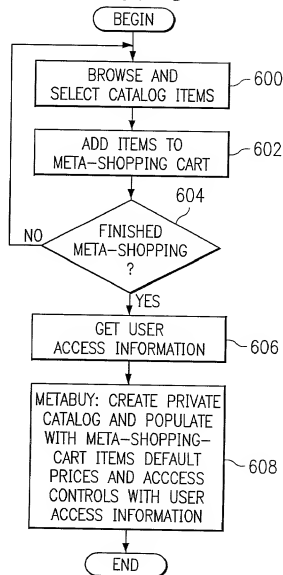 BEGIN
BROWSE AND
SELECT CATALOG ITEMS
600
ADD ITEMS TO
META-SHOPPING CART
602
604
FINISHED
META-SHOPPING
?
NO
YES
GET USER
ACCESS INFORMATION
606
METABUY: CREATE PRIVATE
CATALOG AND POPULATE
WITH META-SHOPPING-
CART ITEMS DEFAULT
PRICES AND ACCCESS
CONTROLS WITH USER
ACCESS INFORMATION
608
END